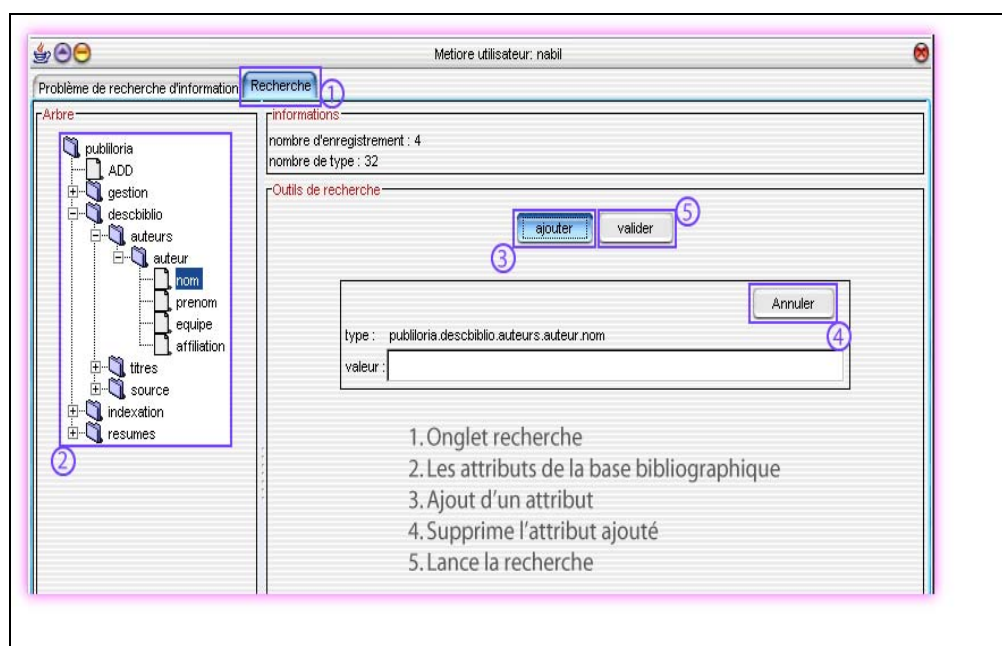 Metiore utilisateur: nabil
Problème de recherche d'information
Recherche
1
Arbre
publiloria
ADD
gestion
descbiblio
auteurs
auteur
nom
prenom
equipe
affiliation
titres
source
indexation
resumes
2
informations
nombre d'enregistrement : 4
nombre de type : 32
Outils de recherche
ajouter
valider
5
3
Annuler
4
type : publiloria.descbiblio.auteurs.auteur.nom
valeur :
1. Onglet recherche
2. Les attributs de la base bibliographique
3. Ajout d'un attribut
4. Supprime l'attribut ajouté
5. Lance la recherche